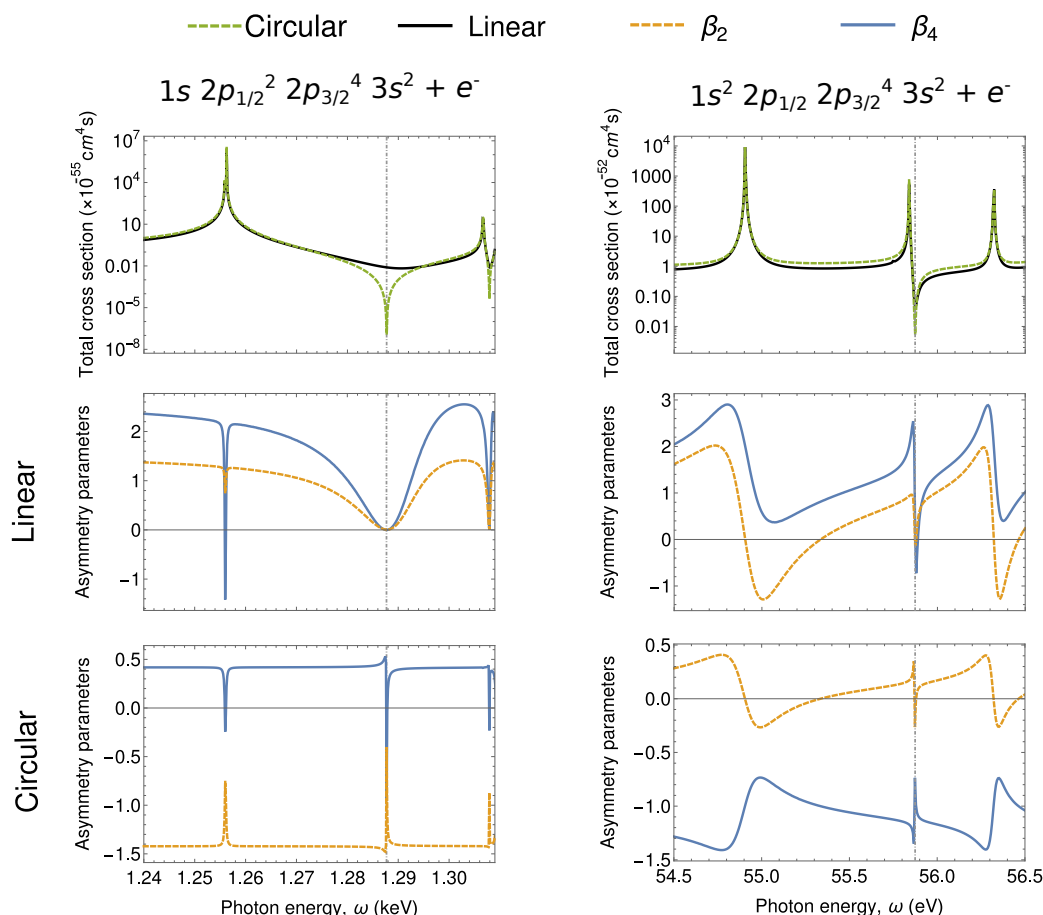 Circular Linear β₂ β₄
1s 2p₁/₂² 2p₃/₂⁴ 3s² + e⁻
1s² 2p₁/₂ 2p₃/₂⁴ 3s² + e⁻
Total cross section (×10⁻⁵⁵ cm⁴s)
10⁷
10⁴
10
0.01
10⁻⁵
10⁻⁸
Total cross section (×10⁻⁵² cm⁴s)
10⁴
1000
100
10
1
0.10
0.01
Linear
Asymmetry parameters
2
1
0
−1
Asymmetry parameters
3
2
1
0
−1
Circular
Asymmetry parameters
0.5
0.0
−0.5
−1.0
−1.5
1.24 1.25 1.26 1.27 1.28 1.29 1.30
Photon energy, ω (keV)
Asymmetry parameters
0.5
0.0
−0.5
−1.0
−1.5
54.5 55.0 55.5 56.0 56.5
Photon energy, ω (eV)